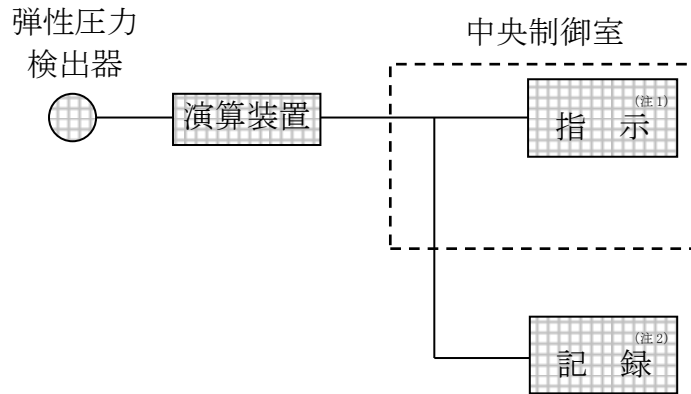 弾性圧力
検出器
中央制御室
演算装置
(注1)
指　示
(注2)
記　録